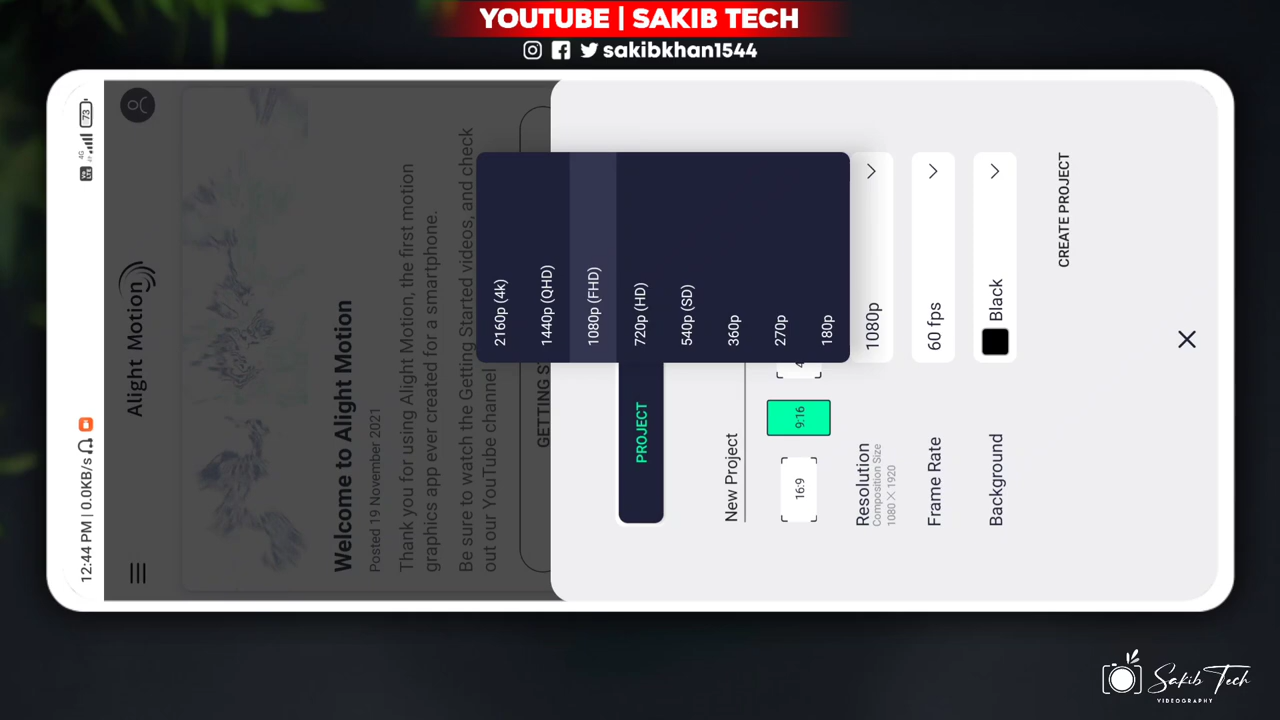 YOUTUBE | SAKIB TECH
sakibkhan1544
12:44 PM | 0.0KB/s
4G
73
Alight Motion
Welcome to Alight Motion
Posted 19 November 2021
Thank you for using Alight Motion, the first motion
graphics app ever created for a smartphone.
Be sure to watch the Getting Started videos, and check
out our YouTube channel
GETTING S
2160p (4k)
1440p (QHD)
1080p (FHD)
720p (HD)
540p (SD)
360p
270p
180p
PROJECT
New Project
16:9
9:16
Resolution
Composition Size
1080 × 1920
1080p
Frame Rate
60 fps
Background
Black
CREATE PROJECT
Sakib Tech
VIDEOGRAPHY